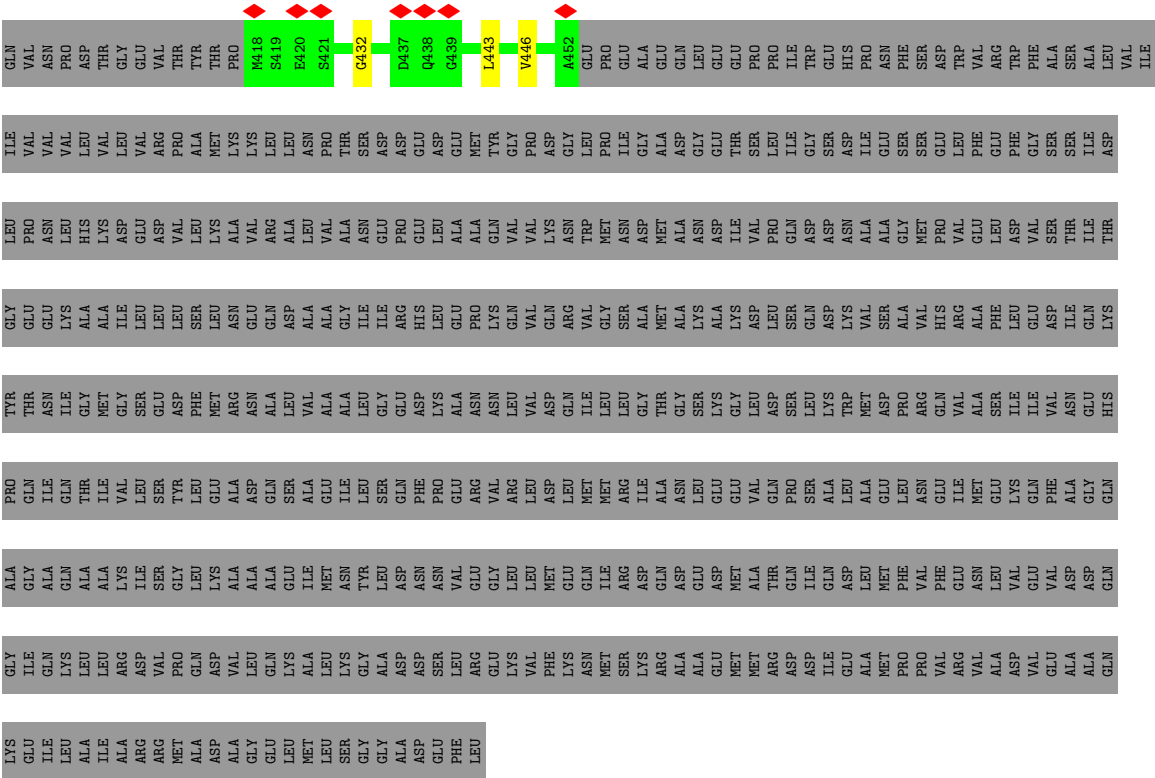 GLN VAL ASN PRO ASP THR GLY GLU VAL THR TYR THR PRO M418 S419 E420 S421 G432 D437 Q438 G439 L443 V446 A452 GLU PRO GLU ALA GLU GLN LEU GLU GLU PRO PRO ILE TRP GLU HIS PRO ASN PHE SER ASP TRP VAL ARG TRP PHE ALA SER ALA LEU VAL ILE
ILE VAL VAL VAL LEU VAL LEU VAL ARG PRO ALA MET LYS LYS LEU LEU ASN PRO THR SER ASP ASP GLU ASP GLU MET TYR GLY PRO ASP GLY LEU PRO ILE GLY ALA ASP GLY GLU THR SER LEU ILE GLY SER ASP ILE GLU SER SER GLU LEU PHE GLU PHE GLY SER SER ILE ASP
LEU PRO ASN LEU HIS LYS ASP GLU ASP VAL LEU LYS ALA VAL ARG ALA LEU VAL ALA ASN GLU PRO GLU LEU ALA ALA GLN VAL VAL LYS ASN TRP MET ASN ASP MET ALA ASN ASP ILE VAL PRO GLN ASP ASP ASN ALA ALA GLY MET PRO VAL GLU LEU ASP VAL SER THR ILE THR
GLY GLU GLU LYS ALA ALA ILE LEU LEU LEU SER LEU ASN GLU GLN ASP ALA ALA GLY ILE ILE ARG HIS LEU GLU PRO LYS GLN VAL GLN ARG VAL GLY SER ALA MET ALA LYS ALA LYS ASP LEU SER GLN ASP LYS VAL SER ALA VAL HIS ARG ALA PHE LEU GLU ASP ILE GLN LYS
TYR THR ASN ILE GLY MET GLY SER GLU ASP PHE MET ARG ASN ALA LEU VAL ALA ALA LEU GLY GLU ASP LYS ALA ASN ASN LEU VAL ASP GLN ILE LEU LEU GLY THR GLY SER LYS GLY LEU ASP SER LEU LYS TRP MET ASP PRO ARG GLN VAL ALA SER ILE ILE VAL ASN GLU HIS
PRO GLN ILE GLN THR ILE VAL LEU SER TYR LEU GLU ALA ASP GLN SER ALA GLU ILE LEU SER GLN PHE PRO GLU ARG VAL ARG LEU ASP LEU MET MET ARG ILE ALA ASN LEU GLU GLU VAL GLN PRO SER ALA LEU ALA GLU LEU ASN GLU ILE MET GLU LYS GLN PHE ALA GLY GLN
ALA GLY ALA GLN ALA ALA LYS ILE SER GLY LEU LYS ALA ALA ALA GLU ILE MET ASN TYR LEU ASP ASN ASN VAL GLU GLY LEU LEU MET GLU GLN ILE ARG ASP GLN ASP GLU ASP MET ALA THR GLN ILE GLN ASP LEU MET PHE VAL PHE GLU ASN LEU VAL GLU VAL ASP ASP GLN
GLY ILE GLN LYS LEU LEU ARG ASP VAL PRO GLN ASP VAL LEU GLN LYS ALA LEU LYS GLY ALA ASP ASP SER LEU ARG GLU LYS VAL PHE LYS ASN MET SER LYS ARG ALA ALA GLU MET MET ARG ASP ASP ILE GLU ALA MET PRO PRO VAL ARG VAL ALA ASP VAL GLU ALA ALA GLN
LYS GLU ILE LEU ALA ILE ALA ARG ARG MET ALA ASP ALA GLY GLU LEU MET LEU SER GLY GLY ALA ASP GLU PHE LEU